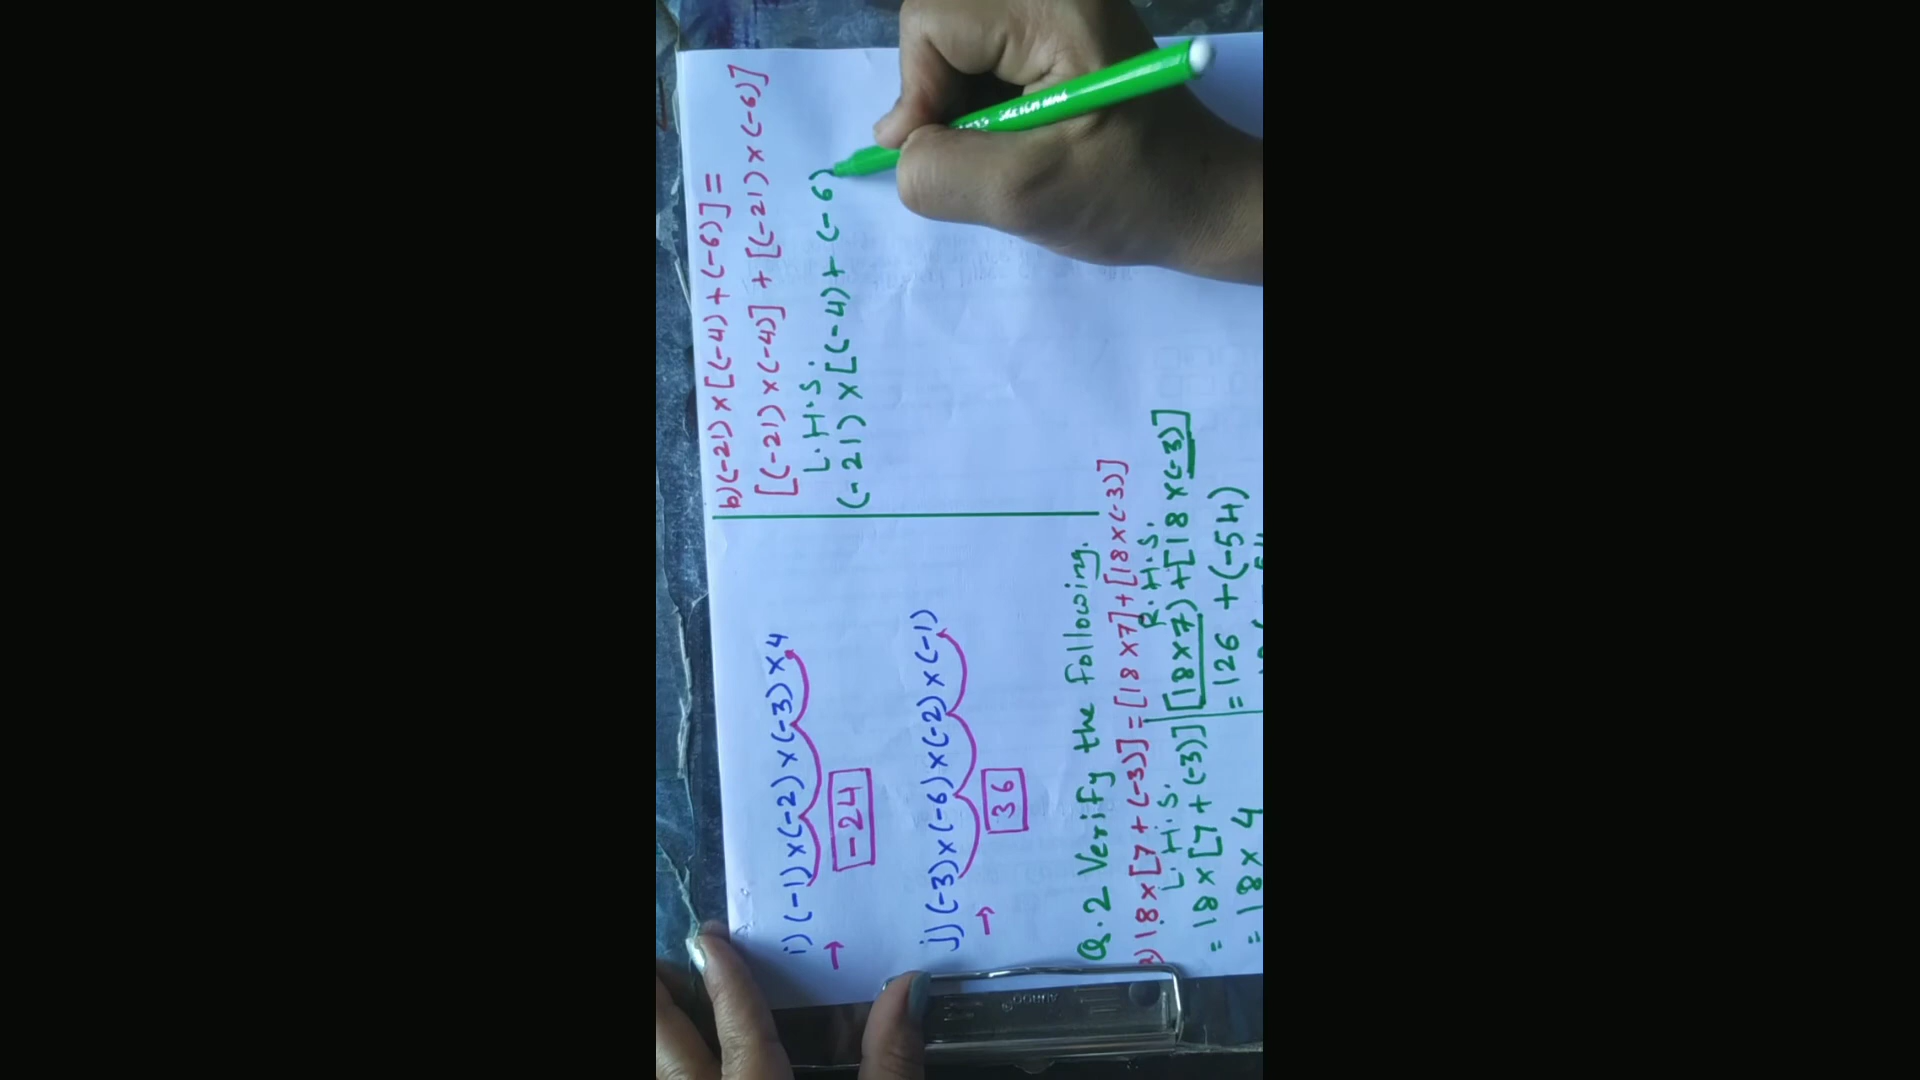 i) (-1) × (-2) × (-3) × 4
→ -24
j) (-3) × (-6) × (-2) × (-1)
→ 36
Q.2 Verify the following.
a) 18 × [7 + (-3)] = [18 × 7] + [18 × (-3)]
L.H.S.
= 18 × [7 + (-3)]
= 18 × 4
R.H.S.
[18 × 7) + [18 × (-3)]
= 126 + (-54)
b) (-21) × [(-4) + (-6)] =
[(-21) × (-4)] + [(-21) × (-6)]
L.H.S.
(-21) × [(-4) + (-6)